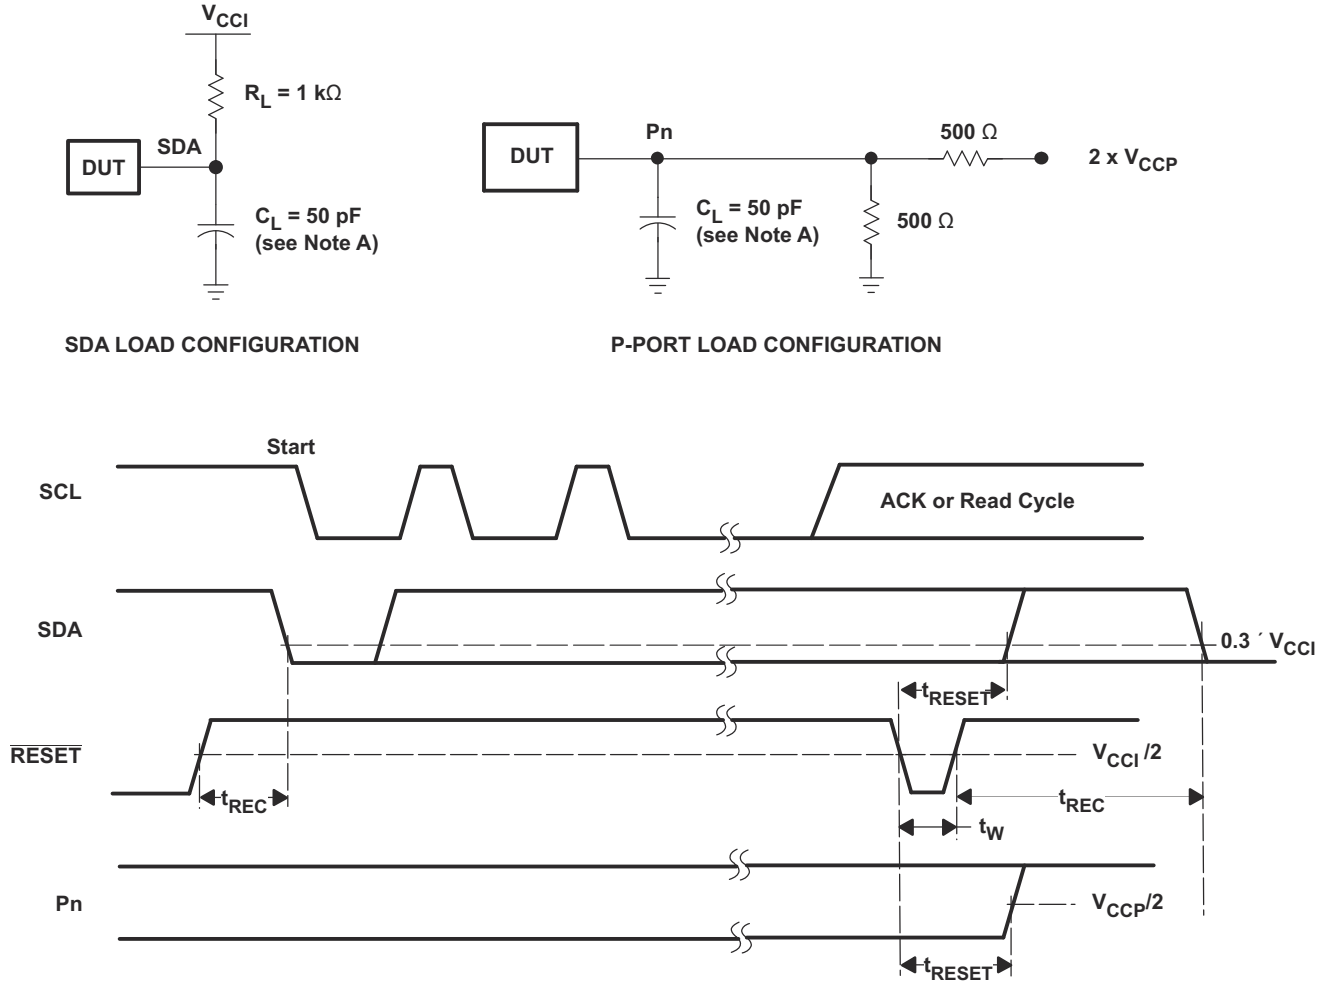 VCCI
RL = 1 kΩ
SDA
DUT
CL = 50 pF
(see Note A)
SDA LOAD CONFIGURATION
Pn
DUT
500 Ω
2 x VCCP
CL = 50 pF
(see Note A)
500 Ω
P-PORT LOAD CONFIGURATION
Start
SCL
ACK or Read Cycle
SDA
0.3 ´ VCCI
tRESET
RESET
VCCI /2
tREC
tREC
tW
Pn
VCCP/2
tRESET